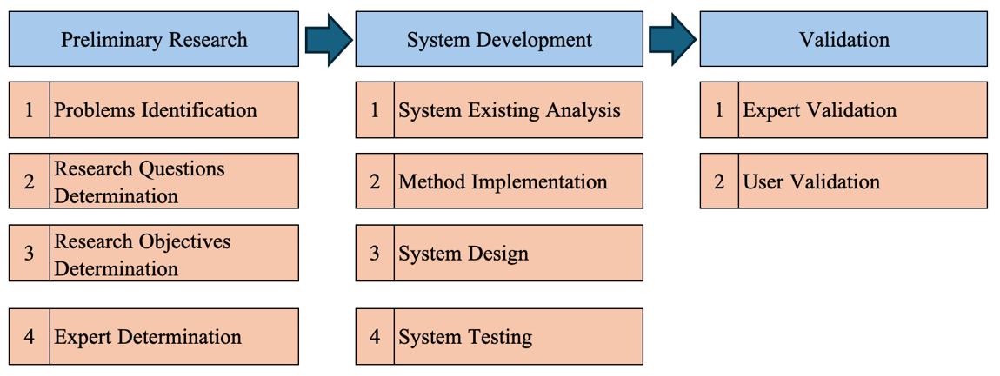 Preliminary Research
1 Problems Identification
2 Research Questions
Determination
3 Research Objectives
Determination
4 Expert Determination
System Development
1 System Existing Analysis
2 Method Implementation
3 System Design
4 System Testing
Validation
1 Expert Validation
2 User Validation